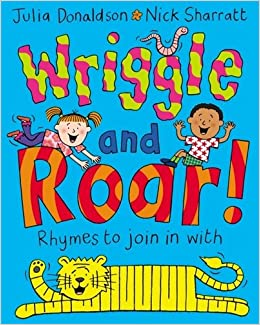 Julia Donaldson ★ Nick Sharratt
Wriggle
and
Roar!
Rhymes to join in with